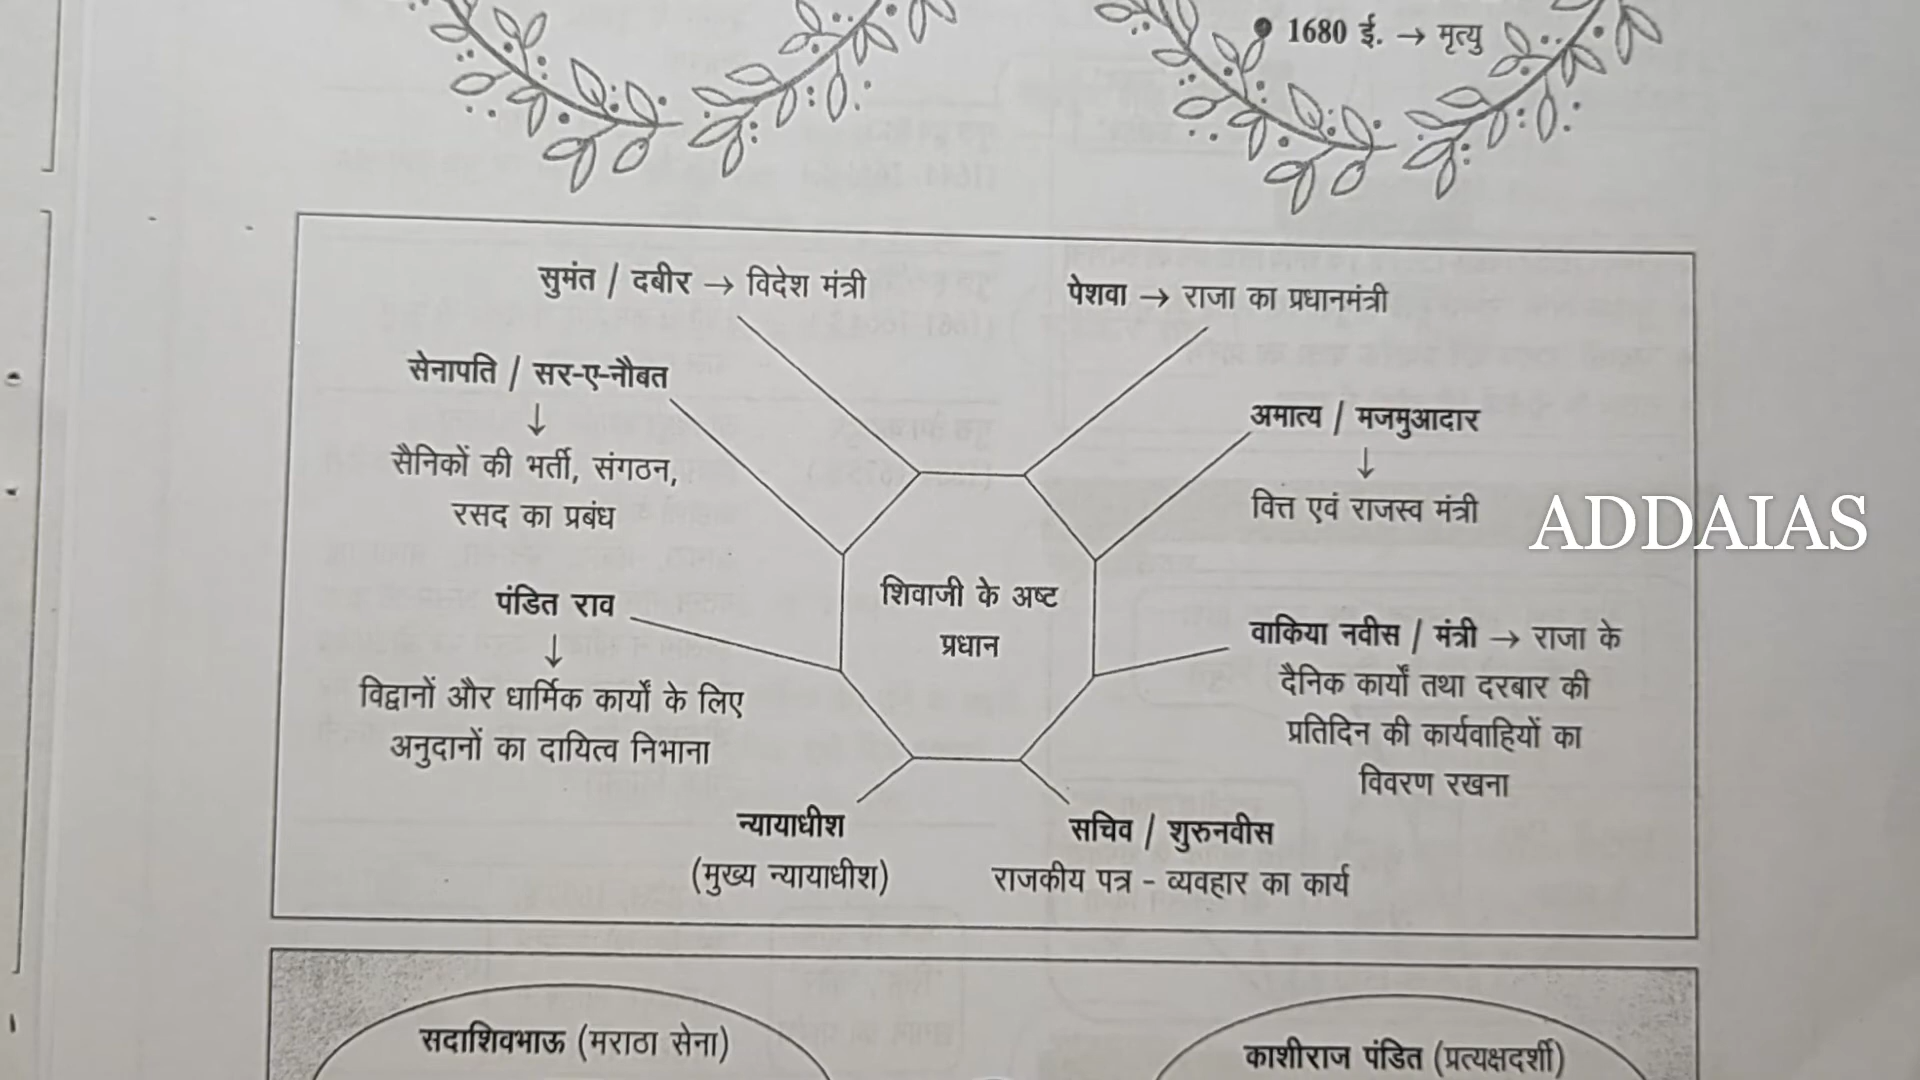 1680 ई. → मृत्यु
सुमंत / दबीर → विदेश मंत्री
पेशवा → राजा का प्रधानमंत्री
सेनापति / सर-ए-नौबत
↓
सैनिकों की भर्ती, संगठन,
रसद का प्रबंध
अमात्य / मजमुआदार
↓
वित्त एवं राजस्व मंत्री
ADDAIAS
पंडित राव
↓
विद्वानों और धार्मिक कार्यों के लिए
अनुदानों का दायित्व निभाना
शिवाजी के अष्ट
प्रधान
वाकिया नवीस / मंत्री → राजा के
दैनिक कार्यों तथा दरबार की
प्रतिदिन की कार्यवाहियों का
विवरण रखना
न्यायाधीश
(मुख्य न्यायाधीश)
सचिव / शुरुनवीस
राजकीय पत्र - व्यवहार का कार्य
सदाशिवभाऊ (मराठा सेना)
काशीराज पंडित (प्रत्यक्षदर्शी)